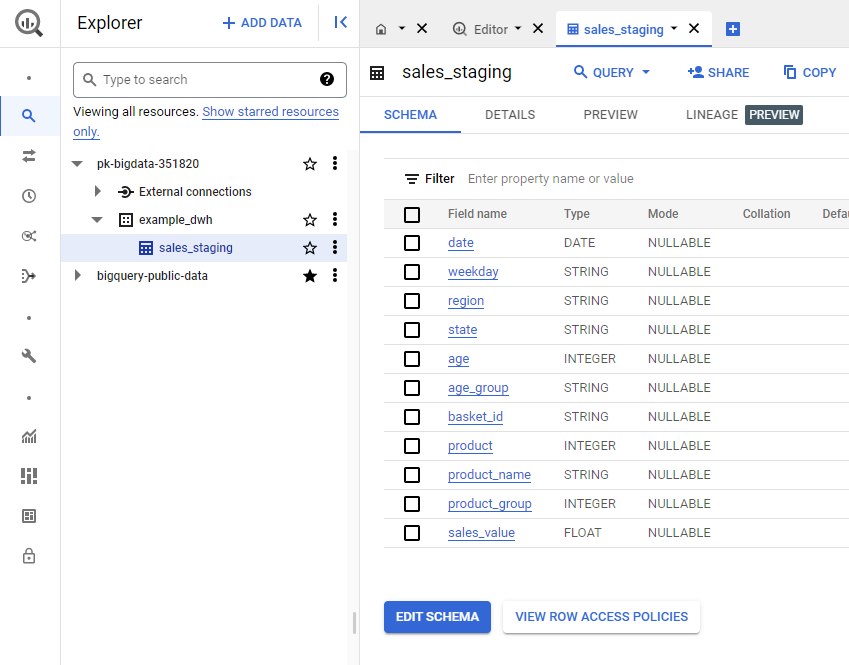 Explorer
ADD DATA
Type to search
Viewing all resources. Show starred resources
only.
pk-bigdata-351820
External connections
example_dwh
sales_staging
bigquery-public-data
Editor
sales_staging
sales_staging
QUERY
SHARE
COPY
SCHEMA DETAILS PREVIEW LINEAGE PREVIEW
Filter Enter property name or value
Field name Type Mode Collation Defau
date DATE NULLABLE
weekday STRING NULLABLE
region STRING NULLABLE
state STRING NULLABLE
age INTEGER NULLABLE
age_group STRING NULLABLE
basket_id STRING NULLABLE
product INTEGER NULLABLE
product_name STRING NULLABLE
product_group INTEGER NULLABLE
sales_value FLOAT NULLABLE
EDIT SCHEMA VIEW ROW ACCESS POLICIES